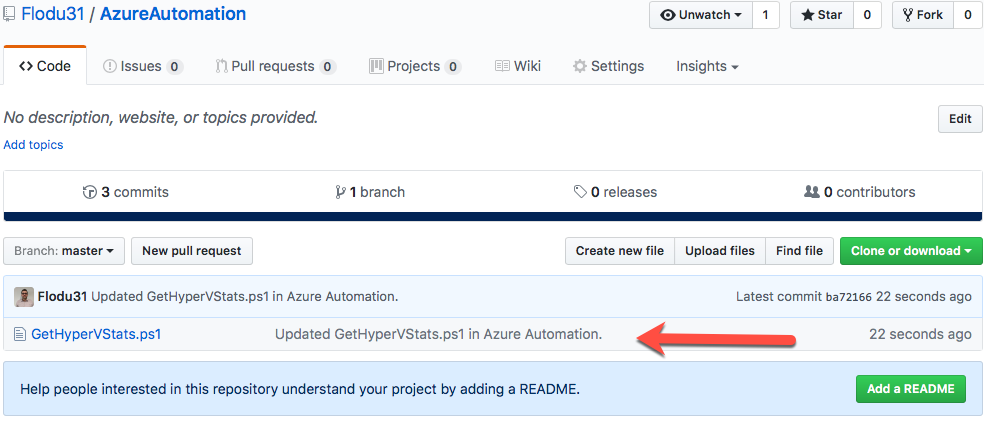 Flodu31 / AzureAutomation
Unwatch 1 Star 0 Fork 0
Code Issues 0 Pull requests 0 Projects 0 Wiki Settings Insights
No description, website, or topics provided. Edit
Add topics
3 commits 1 branch 0 releases 0 contributors
Branch: master New pull request Create new file Upload files Find file Clone or download
Flodu31 Updated GetHyperVStats.ps1 in Azure Automation. Latest commit ba72166 22 seconds ago
GetHyperVStats.ps1 Updated GetHyperVStats.ps1 in Azure Automation. 22 seconds ago
Help people interested in this repository understand your project by adding a README. Add a README